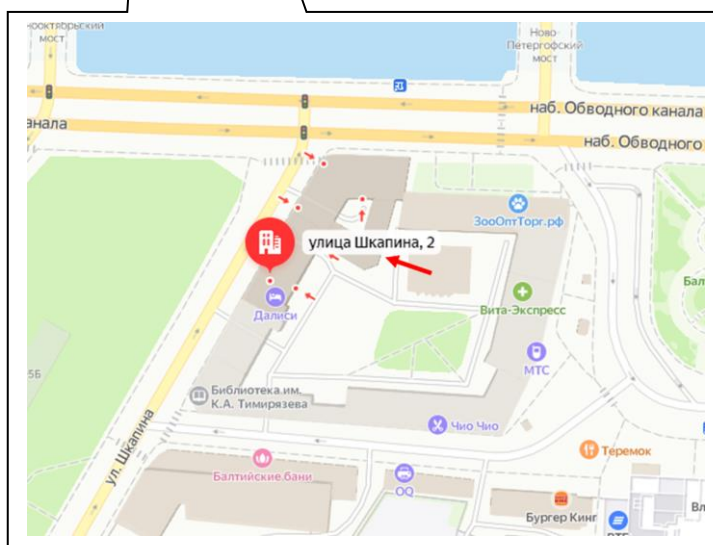 мост
Ново-
Петергофский
мост
наб. Обводного канала
наб. Обводного
улица Шкапина, 2
ЗооОптТорг.рф
Далиси
Вита-Экспресс
МТС
5Б
Библиотека им.
К.А. Тимирязева
Чио Чио
ул. Шкапина
Балтийские бани
OQ
Теремок
Бургер Кинг